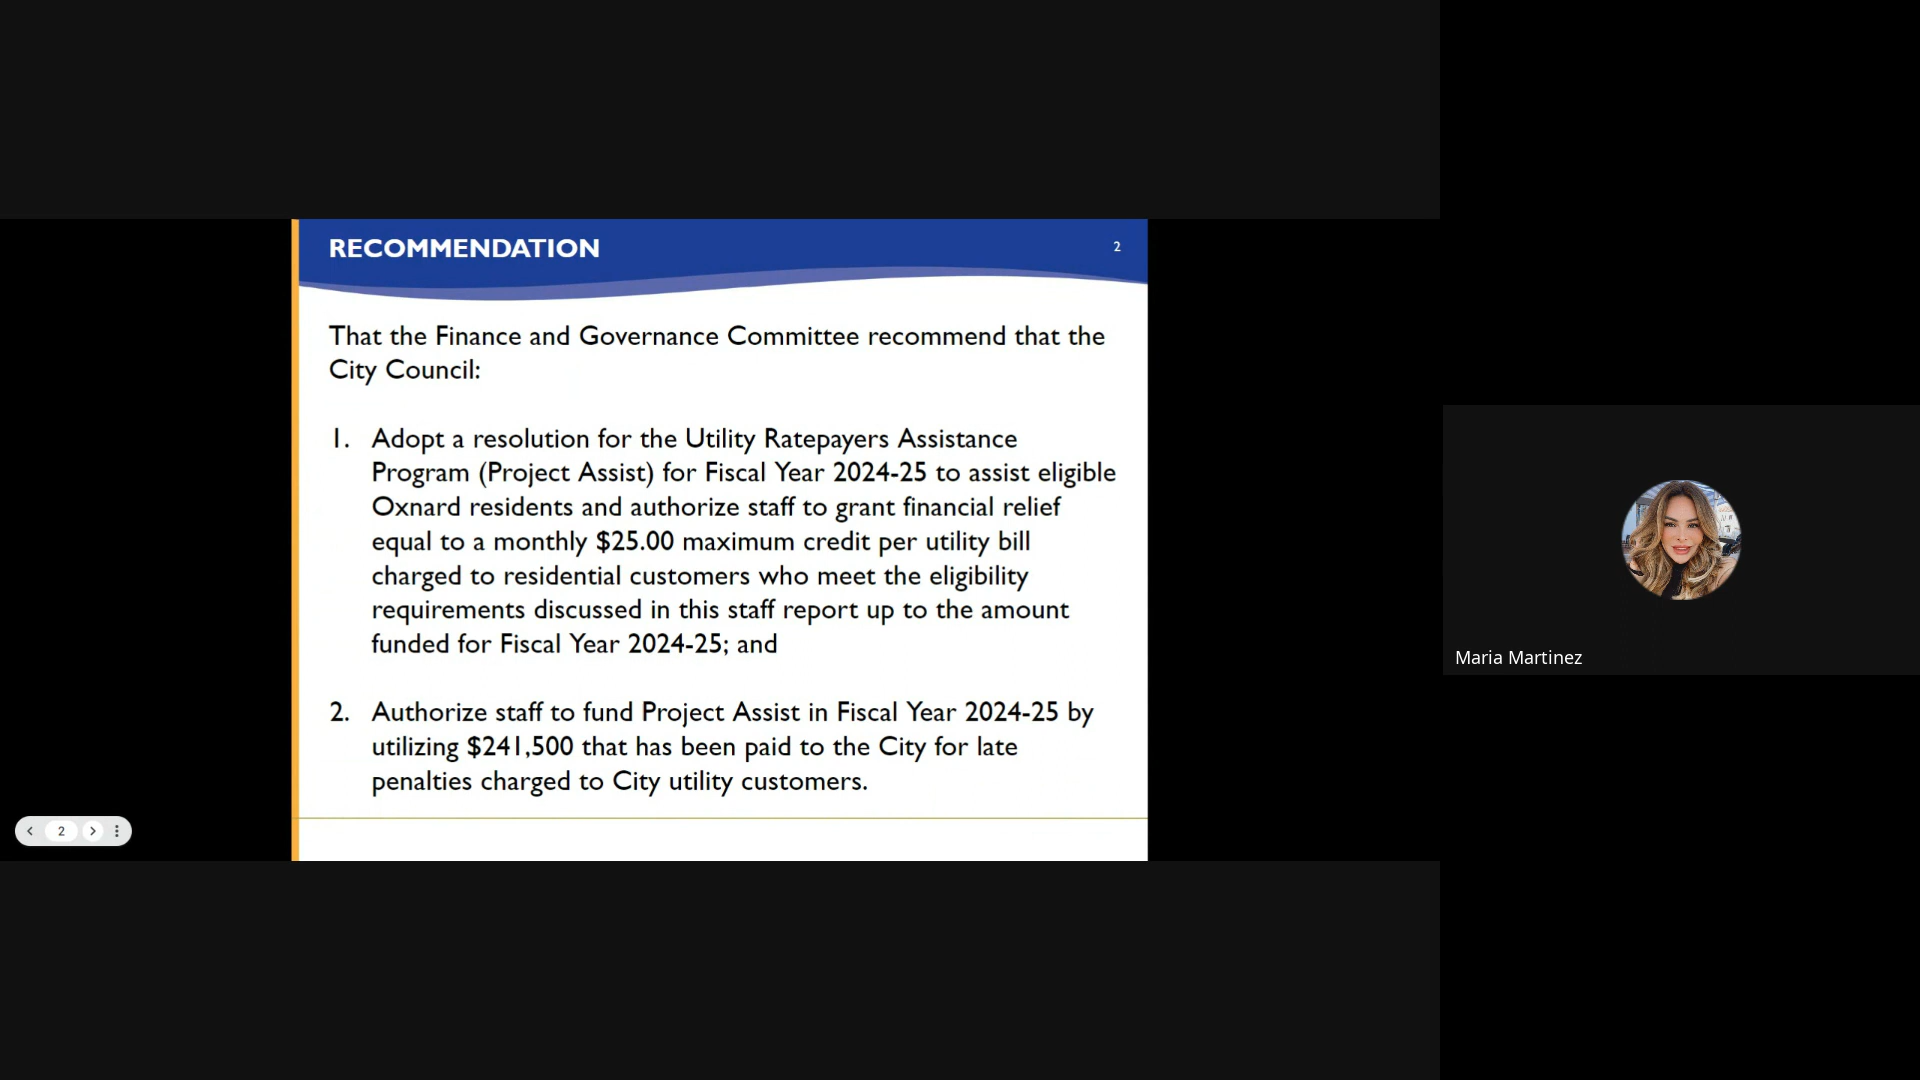 RECOMMENDATION
2
That the Finance and Governance Committee recommend that the
City Council:
1. Adopt a resolution for the Utility Ratepayers Assistance
Program (Project Assist) for Fiscal Year 2024-25 to assist eligible
Oxnard residents and authorize staff to grant financial relief
equal to a monthly $25.00 maximum credit per utility bill
charged to residential customers who meet the eligibility
requirements discussed in this staff report up to the amount
funded for Fiscal Year 2024-25; and
2. Authorize staff to fund Project Assist in Fiscal Year 2024-25 by
utilizing $241,500 that has been paid to the City for late
penalties charged to City utility customers.
2
Maria Martinez